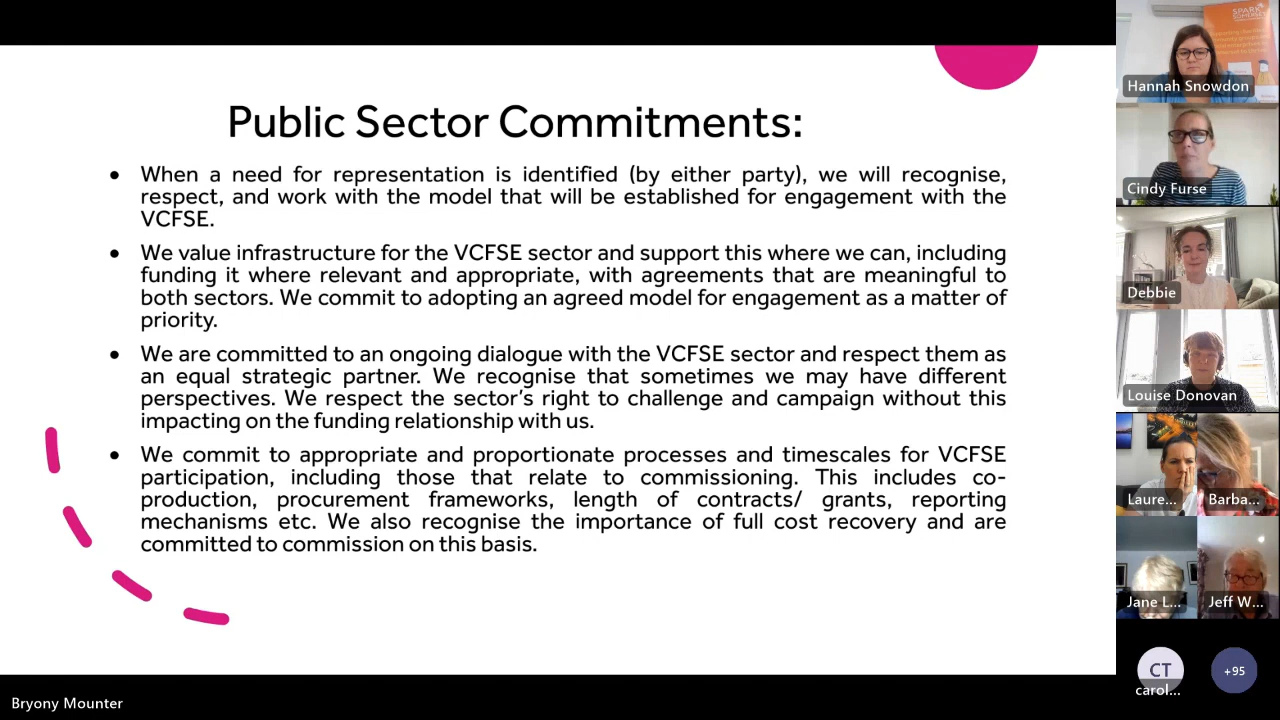 Public Sector Commitments:
• When a need for representation is identified (by either party), we will recognise,
respect, and work with the model that will be established for engagement with the
VCFSE.
• We value infrastructure for the VCFSE sector and support this where we can, including
funding it where relevant and appropriate, with agreements that are meaningful to
both sectors. We commit to adopting an agreed model for engagement as a matter of
priority.
• We are committed to an ongoing dialogue with the VCFSE sector and respect them as
an equal strategic partner. We recognise that sometimes we may have different
perspectives. We respect the sector's right to challenge and campaign without this
impacting on the funding relationship with us.
• We commit to appropriate and proportionate processes and timescales for VCFSE
participation, including those that relate to commissioning. This includes co-
production, procurement frameworks, length of contracts/ grants, reporting
mechanisms etc. We also recognise the importance of full cost recovery and are
committed to commission on this basis.
SPARK
SOMERSET
Hannah Snowdon
Cindy Furse
Debbie
Louise Donovan
Laure...
Barba...
Jane L...
Jeff W...
CT
carol...
+95
Bryony Mounter